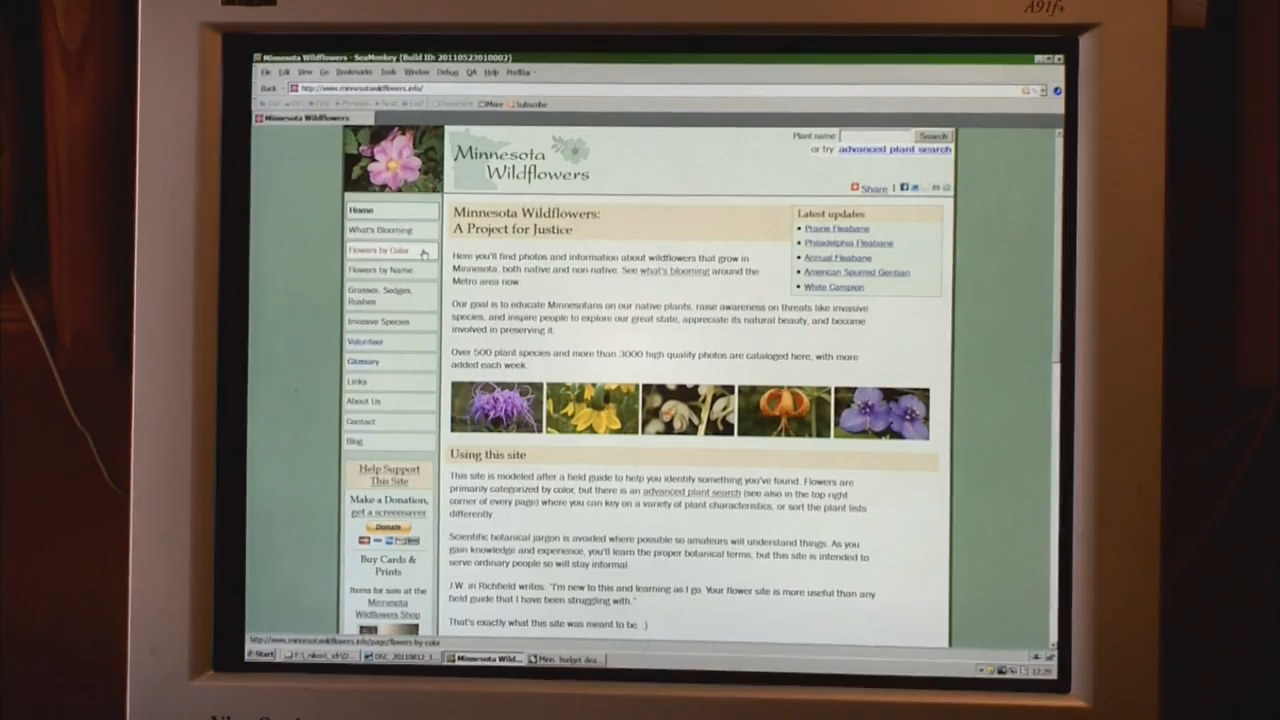 A91f+
Minnesota Wildflowers - SeaMonkey {Build ID: 20110523010002}
File Edit View Go Bookmarks Tools Window Debug QA Help PrefBar
Back http://www.minnesotawildflowers.info/
More Subscribe
Minnesota Wildflowers
Plant name: Search
or try: advanced plant search
Minnesota
Wildflowers
Share |
Home
What's Blooming
Flowers by Color
Flowers by Name
Grasses, Sedges,
Rushes
Invasive Species
Volunteer
Glossary
Links
About Us
Contact
Blog
Help Support
This Site
Make a Donation,
get a screensaver
Donate
Buy Cards &
Prints
Items for sale at the
Minnesota
Wildflowers Shop
Minnesota Wildflowers:
A Project for Justice
Here you'll find photos and information about wildflowers that grow in
Minnesota, both native and non-native. See what's blooming around the
Metro area now.
Our goal is to educate Minnesotans on our native plants, raise awareness on threats like invasive
species, and inspire people to explore our great state, appreciate its natural beauty, and become
involved in preserving it.
Over 500 plant species and more than 3000 high quality photos are cataloged here, with more
added each week.
Latest updates
Prairie Fleabane
Philadelphia Fleabane
Annual Fleabane
American Spurred Gentian
White Campion
Using this site
This site is modeled after a field guide to help you identify something you've found. Flowers are
primarily categorized by color, but there is an advanced plant search (see also in the top right
corner of every page) where you can key on a variety of plant characteristics, or sort the plant lists
differently.
Scientific botanical jargon is avoided where possible so amateurs will understand things. As you
gain knowledge and experience, you'll learn the proper botanical terms, but this site is intended to
serve ordinary people so will stay informal.
J.W. in Richfield writes: "I'm new to this and learning as I go. Your flower site is more useful than any
field guide that I have been struggling with."
That's exactly what this site was meant to be. :)
http://www.minnesotawildflowers.info/page/flowers-by-color
Start Minnesota Wild... Minn. budget dea... 12:29